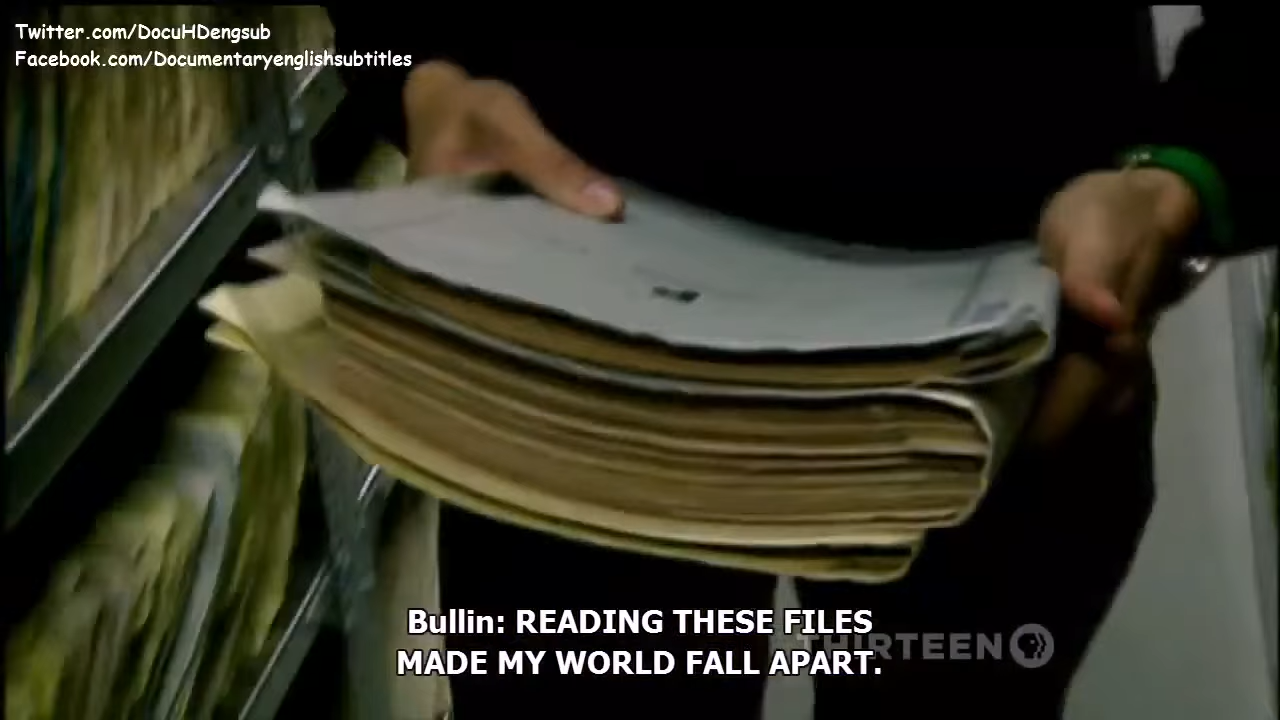 Twitter.com/DocuHDengsub
Facebook.com/Documentaryenglishsubtitles
Bullin: READING THESE FILES
MADE MY WORLD FALL APART.
THIRTEEN